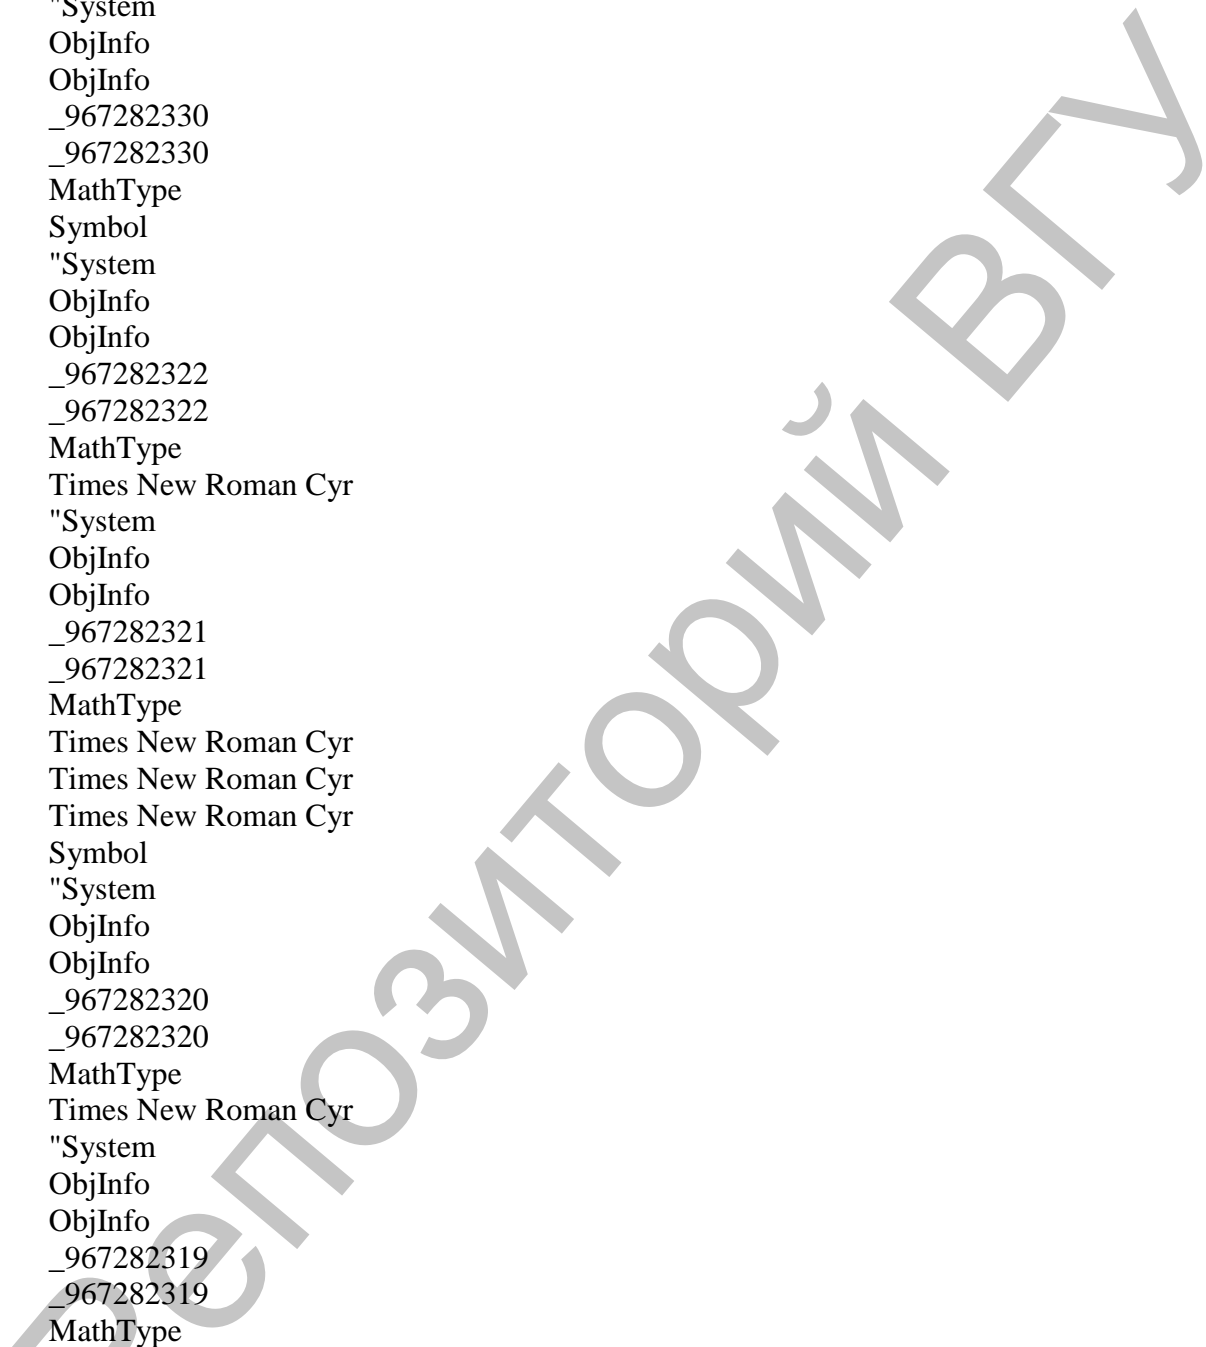 "System
ObjInfo
ObjInfo
_967282330
_967282330
MathType
Symbol
"System
ObjInfo
ObjInfo
_967282322
_967282322
MathType
Times New Roman Cyr
"System
ObjInfo
ObjInfo
_967282321
_967282321
MathType
Times New Roman Cyr
Times New Roman Cyr
Times New Roman Cyr
Symbol
"System
ObjInfo
ObjInfo
_967282320
_967282320
MathType
Times New Roman Cyr
"System
ObjInfo
ObjInfo
_967282319
_967282319
MathType
Репозиторий ВГУ